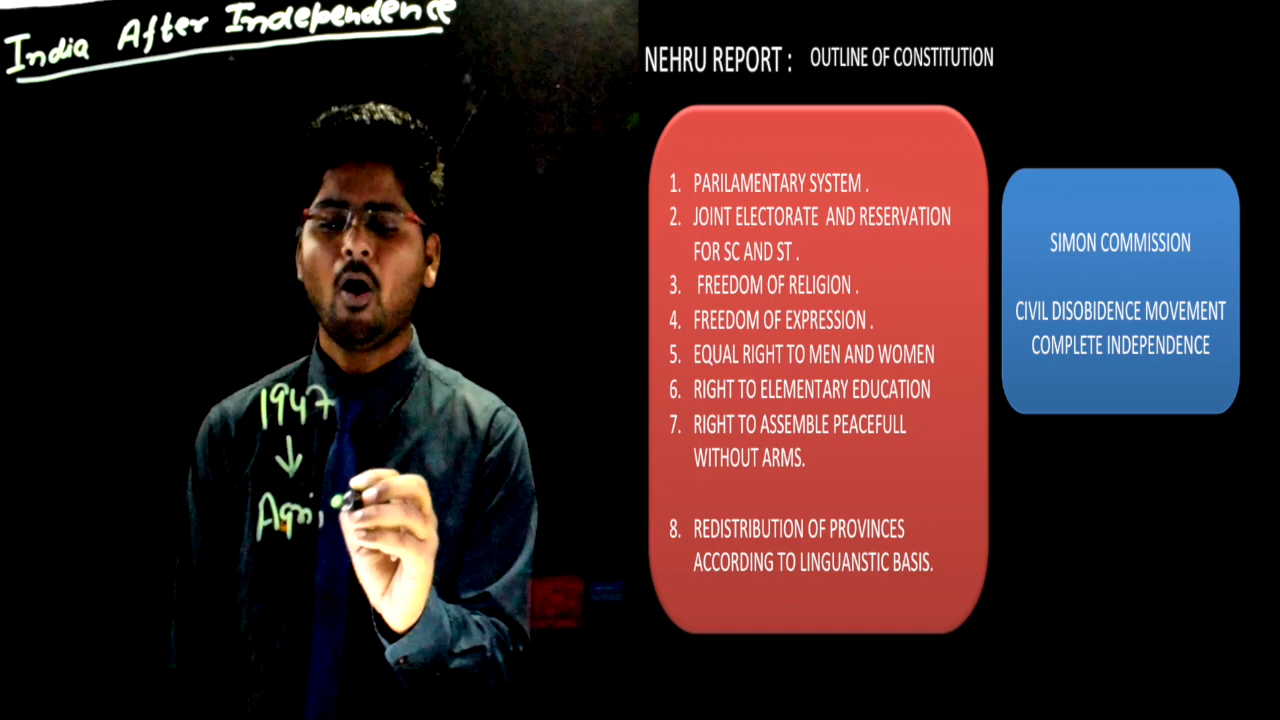 India After Independence
1947
Agri
NEHRU REPORT : OUTLINE OF CONSTITUTION
1. PARILAMENTARY SYSTEM .
2. JOINT ELECTORATE AND RESERVATION
FOR SC AND ST .
3. FREEDOM OF RELIGION .
4. FREEDOM OF EXPRESSION .
5. EQUAL RIGHT TO MEN AND WOMEN
6. RIGHT TO ELEMENTARY EDUCATION
7. RIGHT TO ASSEMBLE PEACEFULL
WITHOUT ARMS.
8. REDISTRIBUTION OF PROVINCES
ACCORDING TO LINGUANSTIC BASIS.
SIMON COMMISSION
CIVIL DISOBIDENCE MOVEMENT
COMPLETE INDEPENDENCE